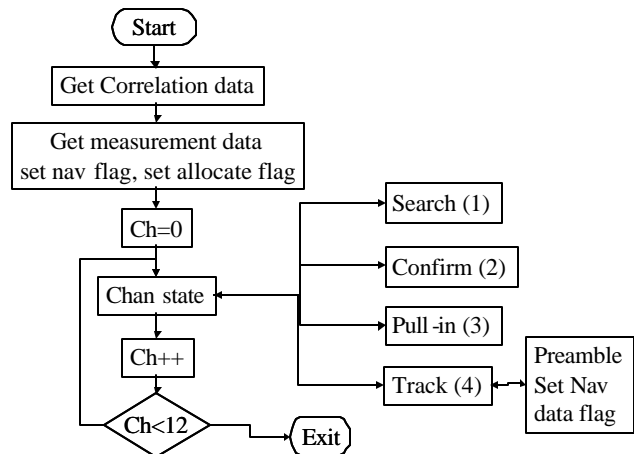 Start
Get Correlation data
Get measurement data
set nav flag, set allocate flag
Ch=0
Search (1)
Confirm (2)
Chan state
Pull-in (3)
Ch++
Track (4)
Preamble
Set Nav
data flag
Ch<12
Exit